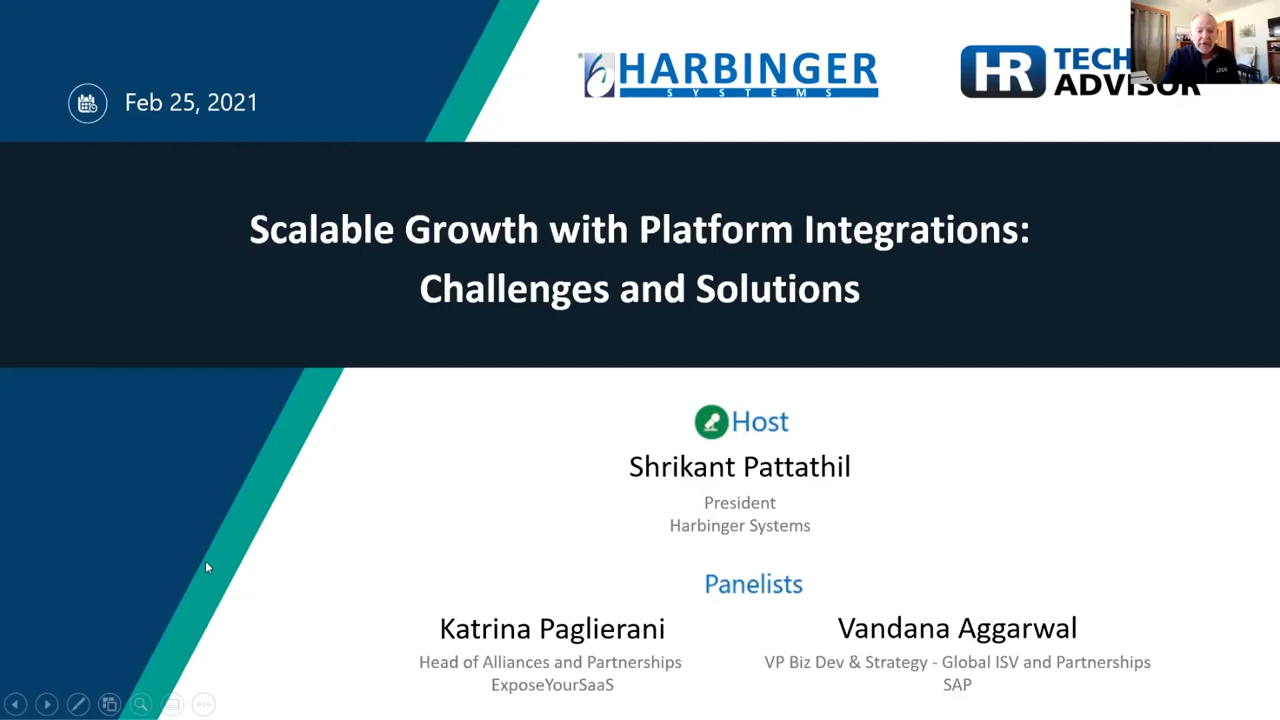 Feb 25, 2021
HARBINGER
SYSTEMS
HR
TECH
ADVISOR
Scalable Growth with Platform Integrations:
Challenges and Solutions
Host
Shrikant Pattathil
President
Harbinger Systems
Panelists
Katrina Paglierani
Head of Alliances and Partnerships
ExposeYourSaaS
Vandana Aggarwal
VP Biz Dev & Strategy - Global ISV and Partnerships
SAP